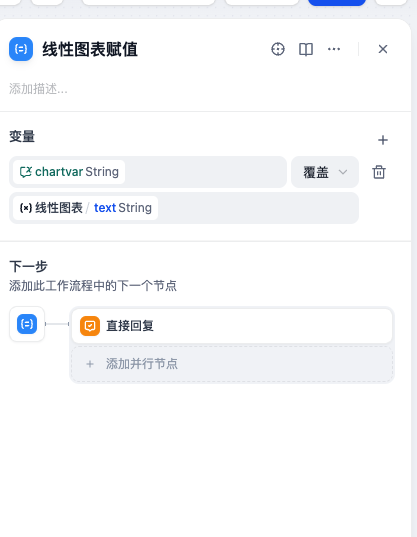 线性图表赋值
添加描述...
变量
chartvar String
覆盖
线性图表 / text String
下一步
添加此工作流程中的下一个节点
直接回复
添加并行节点